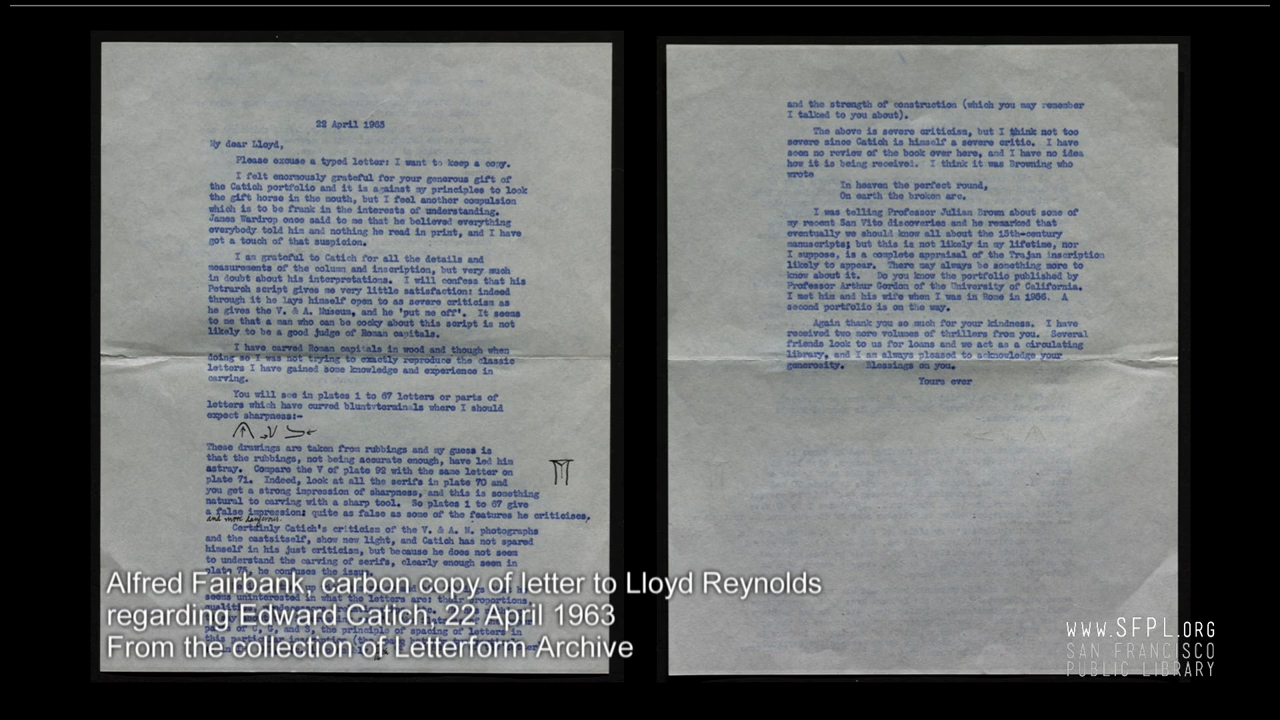 22 April 1963
My dear Lloyd,
Please excuse a typed letter: I want to keep a copy.
I felt enormously grateful for your generous gift of
the Catich portfolio and it is against my principles to look
the gift horse in the mouth, but I feel another compulsion
which is to be frank in the interests of understanding.
James Wardrop once said to me that he believed everything
everybody told him and nothing he read in print, and I have
got a touch of that suspicion.
I am grateful to Catich for all the details and
measurements of the column and inscription, but very much
in doubt about his interpretations. I will confess that his
Petrarch script gives me very little satisfaction: indeed
through it he lays himself open to as severe criticism as
he gives the V. & A. Museum, and he 'put me off'. It seems
to me that a man who can be cocky about this script is not
likely to be a good judge of Roman capitals.
I have carved Roman capitals in wood and though when
doing so I was not trying to exactly reproduce the classic
letters I have gained some knowledge and experience in
carving.
You will see in plates 1 to 67 letters or parts of
letters which have curved blunt terminals where I should
expect sharpness:-
These drawings are taken from rubbings and my guess is
that the rubbings, not being accurate enough, have led him
astray. Compare the V of plate 92 with the same letter on
plate 71. Indeed, look at all the serifs in plate 70 and
you get a strong impression of sharpness, and this is something
natural to carving with a sharp tool. So plates 1 to 67 give
a false impression: quite as false as some of the features he criticises.
and more dangerous.
Certainly Catich's criticism of the V. & A. M. photographs
and the castsitself, show new light, and Catich has not spared
himself in his just criticism, but because he does not seem
to understand the carving of serifs, clearly enough seen in
plate 75, he confuses the issue.
seems uninterested in what the letters are: their proportions,
the principle of spacing of letters in
and the strength of construction (which you may remember
I talked to you about).
The above is severe criticism, but I think not too
severe since Catich is himself a severe critic. I have
seen no review of the book over here, and I have no idea
how it is being received. I think it was Browning who
wrote
In heaven the perfect round,
On earth the broken arc.
I was telling Professor Julian Brown about some of
my recent San Vito discoveries and he remarked that
eventually we should know all about the 15th-century
manuscripts; but this is not likely in my lifetime, nor
I suppose, is a complete appraisal of the Trajan inscription
likely to appear. There may always be something more to
know about it. Do you know the portfolio published by
Professor Arthur Gordon of the University of California.
I met him and his wife when I was in Rome in 1956. A
second portfolio is on the way.
Again thank you so much for your kindness. I have
received two more volumes of thrillers from you. Several
friends look to us for loans and we act as a circulating
library, and I am always pleased to acknowledge your
generosity. Blessings on you.
Yours ever
Alfred Fairbank, carbon copy of letter to Lloyd Reynolds
regarding Edward Catich, 22 April 1963
From the collection of Letterform Archive
WWW.SFPL.ORG
SAN FRANCISCO
PUBLIC LIBRARY